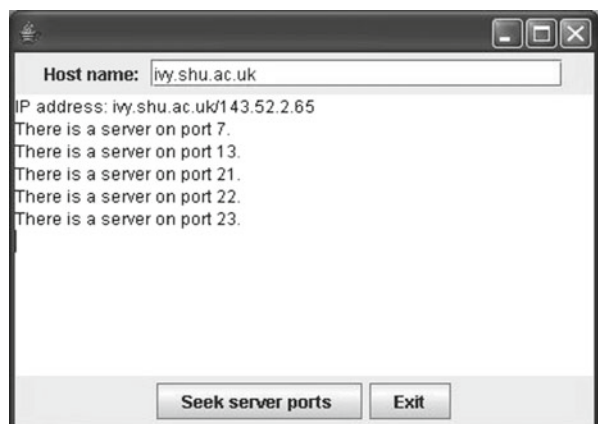 Host name: ivy.shu.ac.uk
IP address: ivy.shu.ac.uk/143.52.2.65
There is a server on port 7.
There is a server on port 13.
There is a server on port 21.
There is a server on port 22.
There is a server on port 23.
Seek server ports Exit